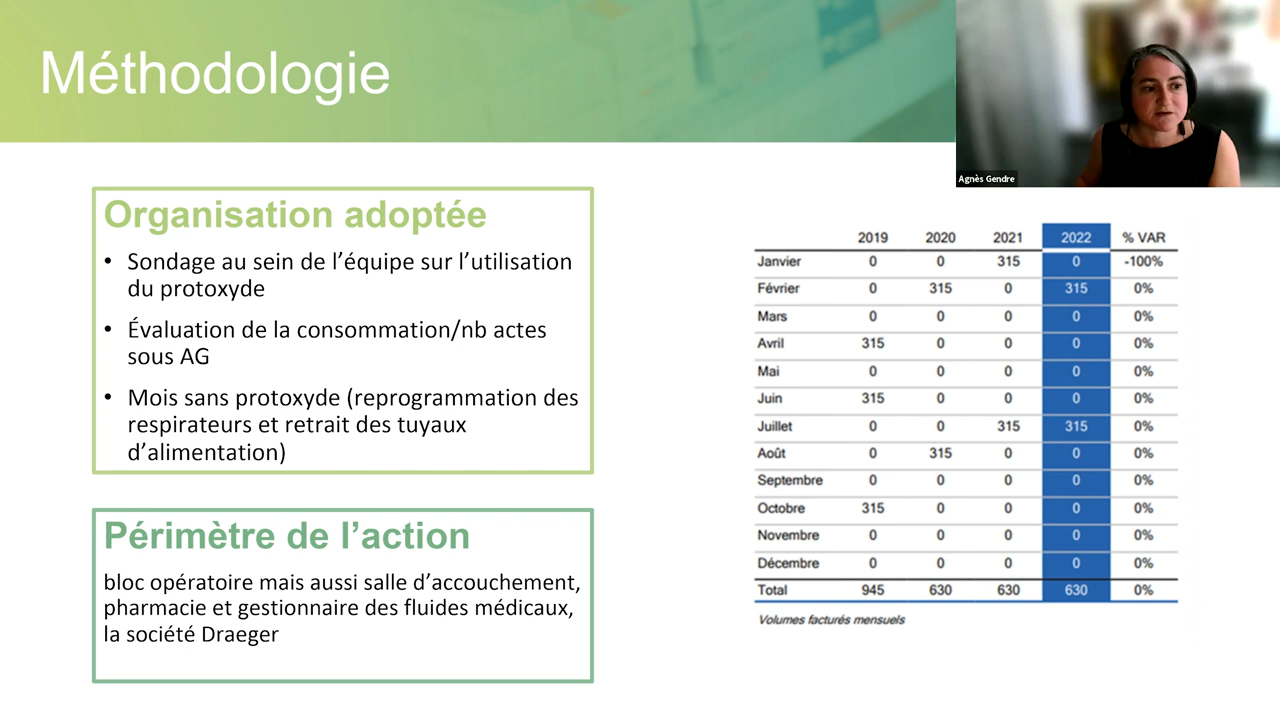 Méthodologie
Agnès Gendre
Organisation adoptée
• Sondage au sein de l’équipe sur l’utilisation
du protoxyde
• Évaluation de la consommation/nb actes
sous AG
• Mois sans protoxyde (reprogrammation des
respirateurs et retrait des tuyaux
d’alimentation)
Périmètre de l’action
bloc opératoire mais aussi salle d’accouchement,
pharmacie et gestionnaire des fluides médicaux,
la société Draeger
2019 2020 2021 2022 % VAR
Janvier 0 0 315 0 -100%
Février 0 315 0 315 0%
Mars 0 0 0 0 0%
Avril 315 0 0 0 0%
Mai 0 0 0 0 0%
Juin 315 0 0 0 0%
Juillet 0 0 315 315 0%
Août 0 315 0 0 0%
Septembre 0 0 0 0 0%
Octobre 315 0 0 0 0%
Novembre 0 0 0 0 0%
Décembre 0 0 0 0 0%
Total 945 630 630 630 0%
Volumes facturés mensuels